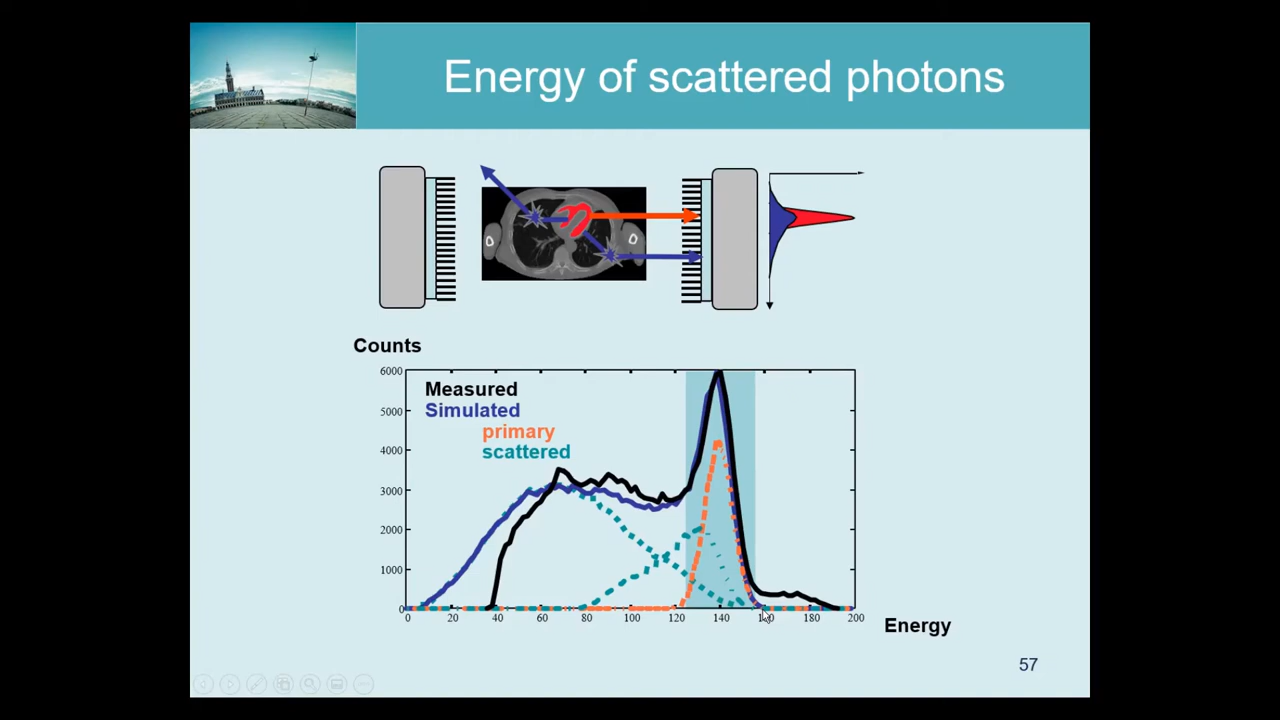 Energy of scattered photons
Counts
6000
5000
4000
3000
2000
1000
0
Measured
Simulated
primary
scattered
0 20 40 60 80 100 120 140 160 180 200
Energy
57